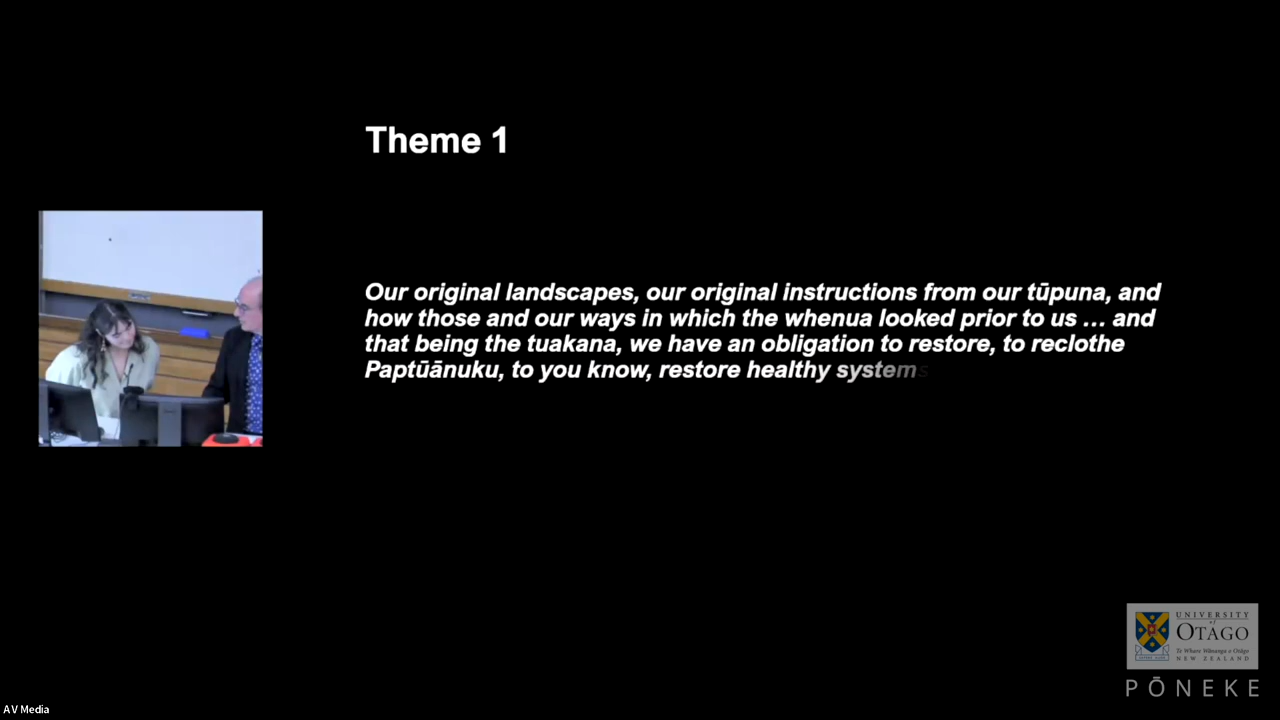 Theme 1
Our original landscapes, our original instructions from our tūpuna, and
how those and our ways in which the whenua looked prior to us … and
that being the tuakana, we have an obligation to restore, to reclothe
Paptūānuku, to you know, restore healthy systems
UNIVERSITY
of
OTAGO
Te Whare Wānanga o Otāgo
NEW ZEALAND
PŌNEKE
AV Media